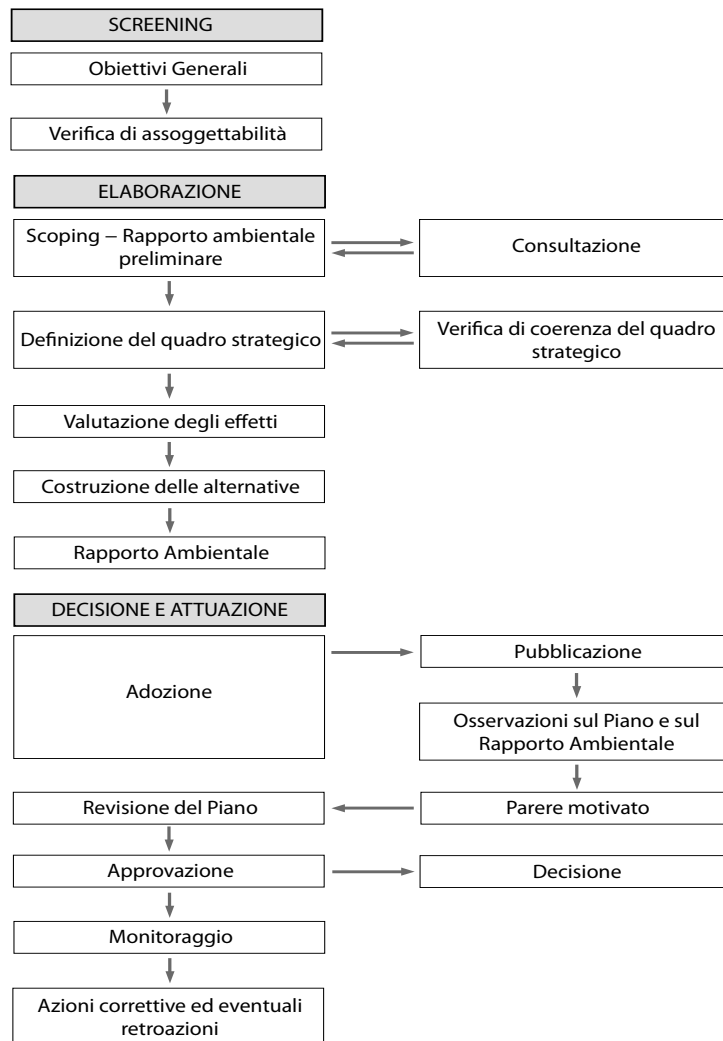 SCREENING
Obiettivi Generali
Verifica di assoggettabilità
ELABORAZIONE
Scoping – Rapporto ambientale
preliminare
Consultazione
Definizione del quadro strategico
Verifica di coerenza del quadro
strategico
Valutazione degli effetti
Costruzione delle alternative
Rapporto Ambientale
DECISIONE E ATTUAZIONE
Adozione
Pubblicazione
Osservazioni sul Piano e sul
Rapporto Ambientale
Revisione del Piano
Parere motivato
Approvazione
Decisione
Monitoraggio
Azioni correttive ed eventuali
retroazioni